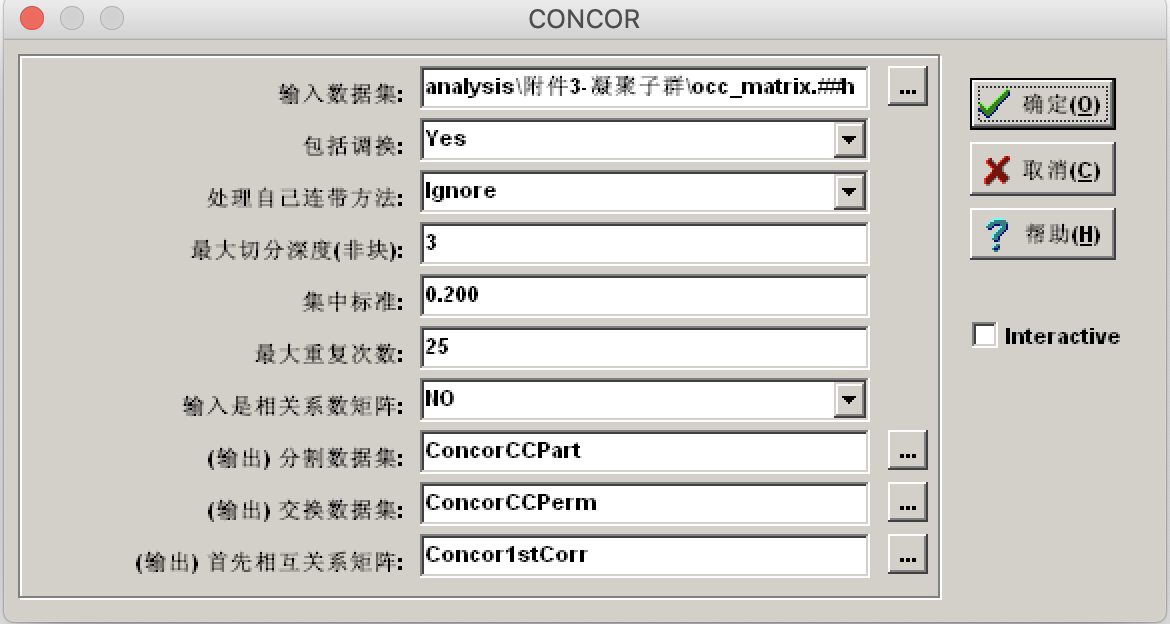 CONCOR
输入数据集: analysis\附件3-凝聚子群\occ_matrix.##h ...
包括调换: Yes
处理自己连带方法: Ignore
最大切分深度(非块): 3
集中标准: 0.200
最大重复次数: 25
输入是相关系数矩阵: NO
(输出) 分割数据集: ConcorCCPart ...
(输出) 交换数据集: ConcorCCPerm ...
(输出) 首先相互关系矩阵: Concor1stCorr ...
确定(O)
取消(C)
帮助(H)
Interactive